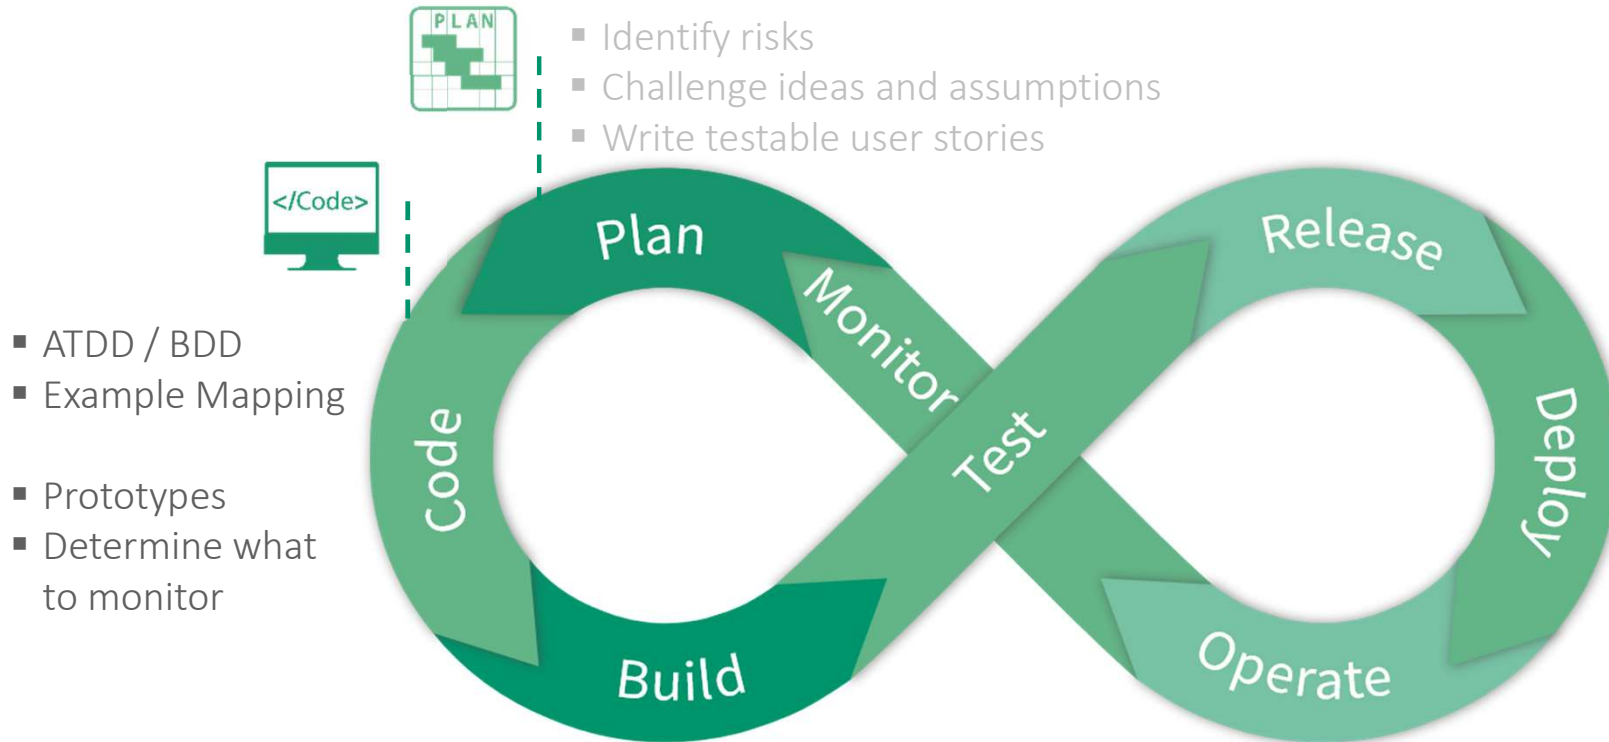 PLAN
▪ Identify risks
▪ Challenge ideas and assumptions
▪ Write testable user stories
</Code>
▪ ATDD / BDD
▪ Example Mapping
▪ Prototypes
▪ Determine what
to monitor
Plan
Code
Build
Test
Monitor
Release
Deploy
Operate